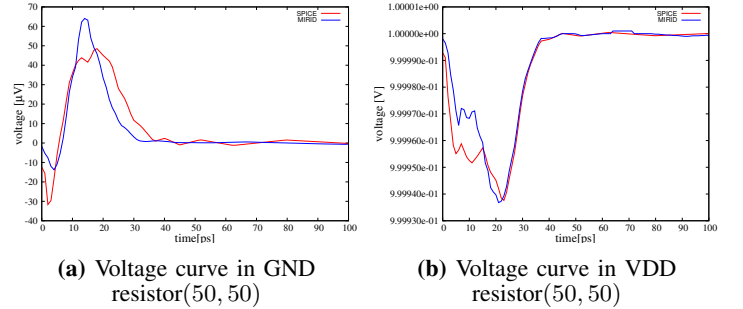 70
60
50
40
30
20
10
0
-10
-20
-30
-40
voltage [µV]
SPICE
MIRID
0 10 20 30 40 50 60 70 80 90 100
time[ps]
(a) Voltage curve in GND
resistor(50, 50)
1.00001e+00
1.00000e+00
9.99990e-01
9.99980e-01
9.99970e-01
9.99960e-01
9.99950e-01
9.99940e-01
9.99930e-01
voltage [V]
SPICE
MIRID
0 10 20 30 40 50 60 70 80 90 100
time[ps]
(b) Voltage curve in VDD
resistor(50, 50)